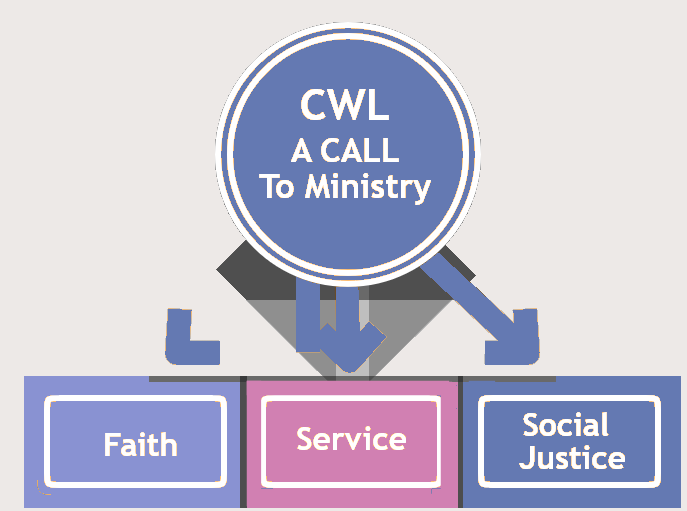 CWL
A CALL
To Ministry
Faith
Service
Social
Justice